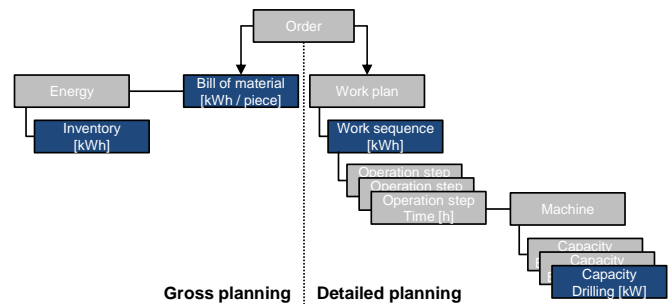 Order
Energy
Bill of material
[kWh / piece]
Work plan
Inventory
[kWh]
Work sequence
[kWh]
Operation step
Operation step
Operation step
Time [h]
Machine
Capacity
Capacity
Capacity
Drilling [kW]
Gross planning
Detailed planning